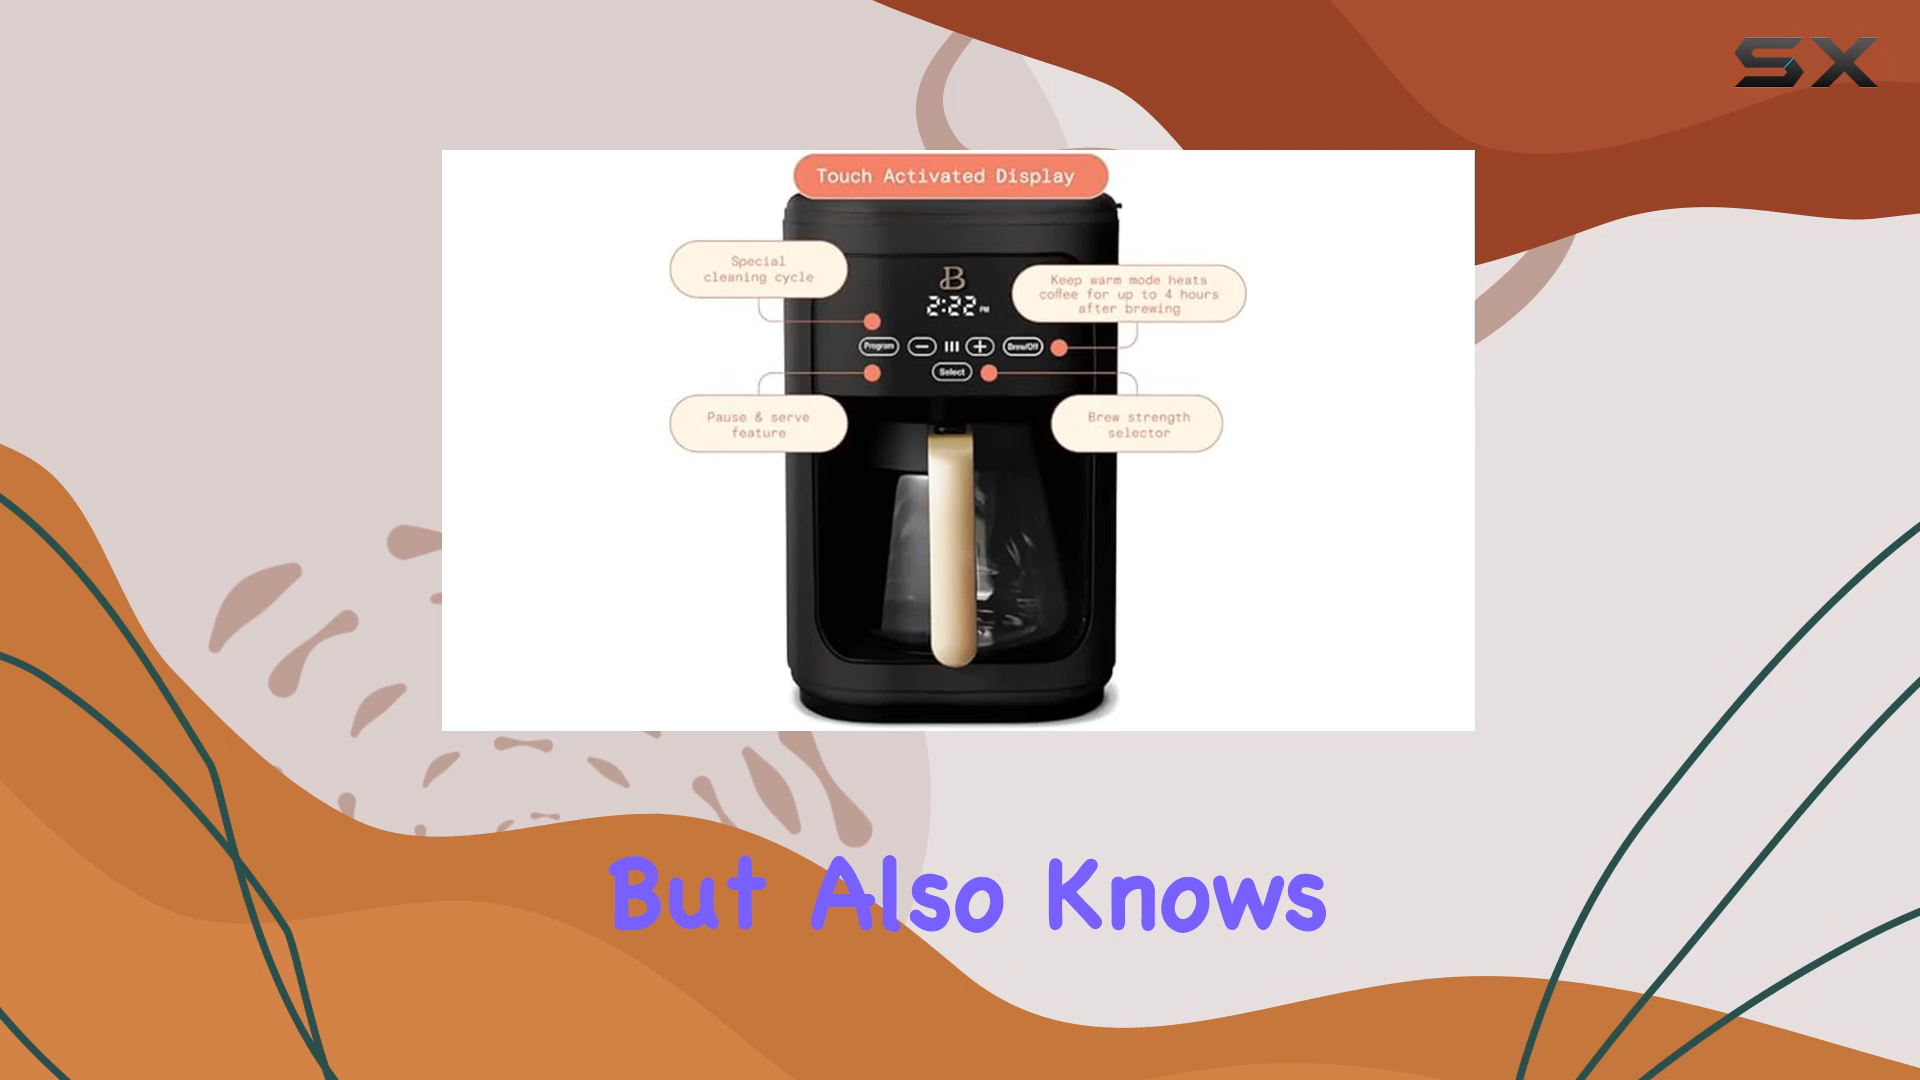 SX
Touch Activated Display
Special
cleaning cycle
Keep warm mode heats
coffee for up to 4 hours
after brewing
B
2:22 PM
Program
Brew/Off
Select
Pause & serve
feature
Brew strength
selector
But Also Knows